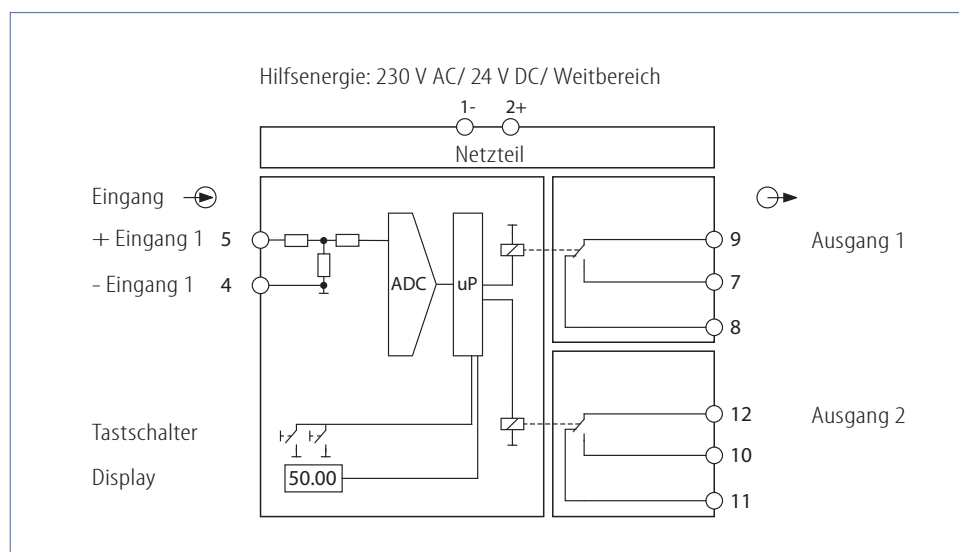 Hilfsenergie: 230 V AC/ 24 V DC/ Weitbereich
1- 2+
Netzteil
Eingang
+ Eingang 1 5
- Eingang 1 4
ADC
uP
9 Ausgang 1
7
8
12 Ausgang 2
10
11
Tastschalter
Display
50.00